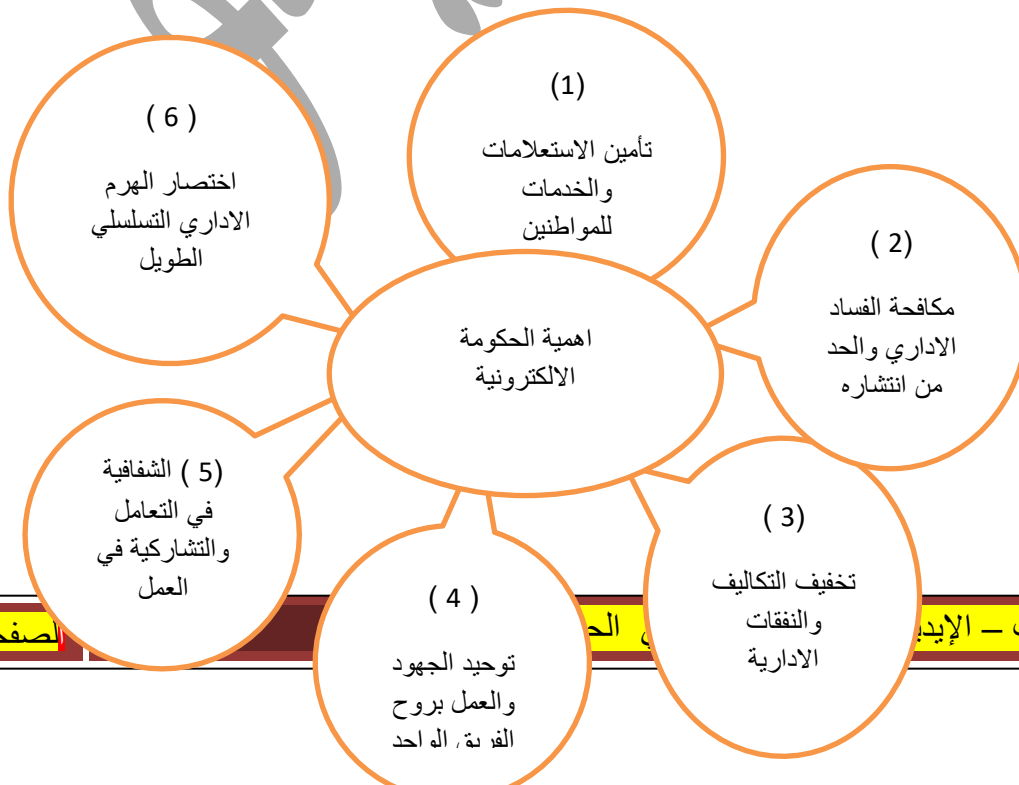 (1)
تأمين الاستعلامات
والخدمات
للمواطنين
(2 )
مكافحة الفساد
الاداري والحد
من انتشاره
(3 )
تخفيف التكاليف
والنفقات
الادارية
( 4 )
توحيد الجهود
والعمل بروح
الفريق الواحد
(5 ) الشفافية
في التعامل
والتشاركية في
العمل
( 6 )
اختصار الهرم
الاداري التسلسلي
الطويل
اهمية الحكومة
الالكترونية